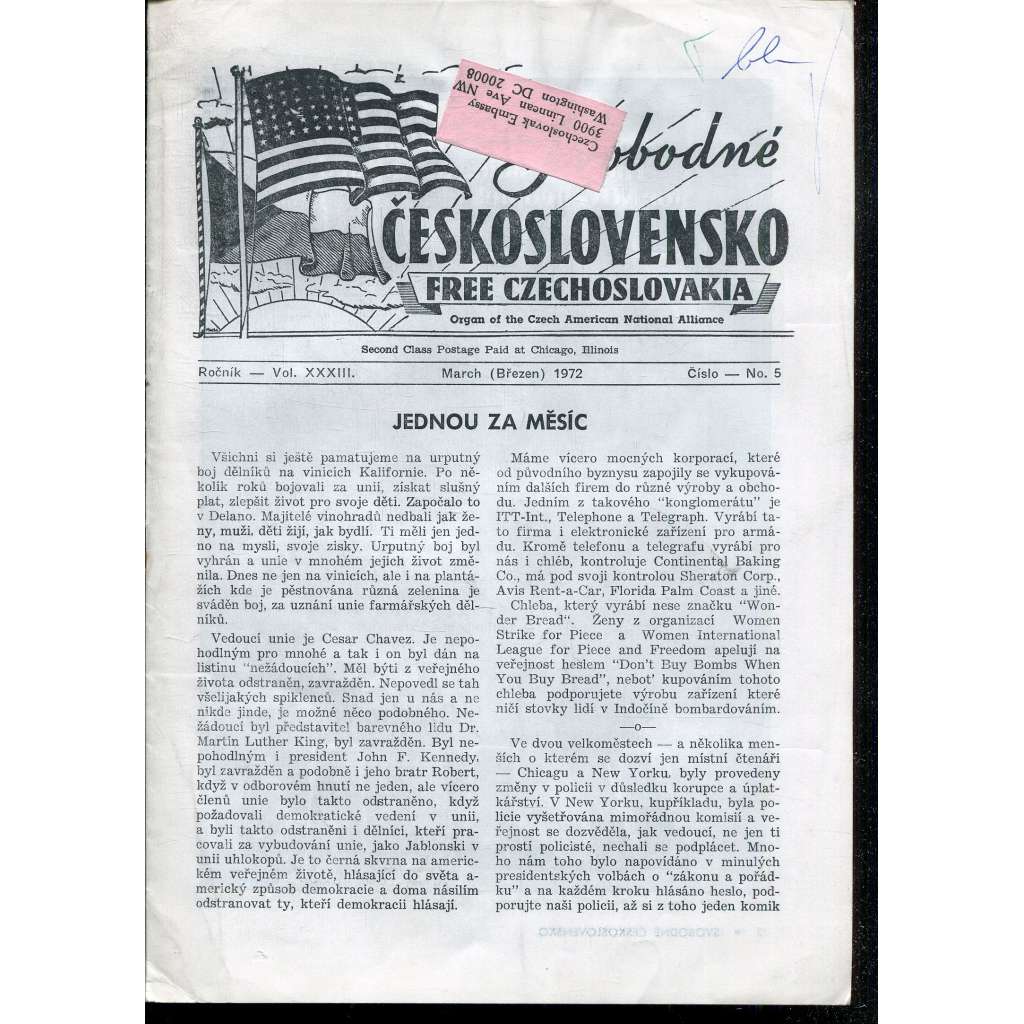 Czechoslovak Embassy
3900 Linnean Ave NW
Washington DC 20008
obodné
ČESKOSLOVENSKO
FREE CZECHOSLOVAKIA
Organ of the Czech American National Alliance
Second Class Postage Paid at Chicago, Illinois
Ročník — Vol. XXXIII. March (Březen) 1972 Číslo — No. 5
JEDNOU ZA MĚSÍC
Všichni si ještě pamatujeme na urputný
boj dělníků na vinicích Kalifornie. Po ně-
kolik roků bojovali za unii, získat slušný
plat, zlepšit život pro svoje děti. Započalo to
v Delano. Majitelé vinohradů nedbali jak že-
ny, muži, děti žijí, jak bydlí. Ti měli jen jed-
no na mysli, svoje zisky. Urputný boj byl
vyhrán a unie v mnohém jejich život změ-
nila. Dnes ne jen na vinicích, ale i na plantá-
žích kde je pěstnována různá zelenina je
sváděn boj, za uznání unie farmářských děl-
níků.
Vedoucí unie je Cesar Chavez. Je nepo-
hodlným pro mnohé a tak i on byl dán na
listinu "nežádoucích". Měl býti z veřejného
života odstraněn, zavražděn. Nepovedl se tah
všelijakých spiklenců. Snad jen u nás a ne
nikde jinde, je možné něco podobného. Ne-
žádoucí byl představitel barevného lidu Dr.
Martin Luther King, byl zavražděn. Byl ne-
pohodlným i president John F. Kennedy,
byl zavražděn a podobně i jeho bratr Robert,
když v odborovém hnutí ne jeden, ale vícero
členů unie bylo takto odstraněno, když
požadovali demokratické vedení v unii,
a byli takto odstraněni i dělníci, kteří pra-
covali za vybudování unie, jako Jablonski v
unii uhlokopů. Je to černá skvrna na americ-
kém veřejném životě, hlásající do světa a-
merický způsob demokracie a doma násilím
odstranovat ty, kteří demokracii hlásají.
Máme vícero mocných korporací, které
od původního byznysu zapojily se vykupová-
ním dalších firem do různé výroby a obcho-
du. Jedním z takového "konglomerátu" je
ITT-Int., Telephone a Telegraph. Vyrábí ta-
to firma i elektronické zařízení pro armá-
du. Kromě telefonu a telegrafu vyrábí pro
nás i chléb, kontroluje Continental Baking
Co., má pod svoji kontrolou Sheraton Corp.,
Avis Rent-a-Car, Florida Palm Coast a jiné.
Chleba, který vyrábí nese značku "Won-
der Bread". Ženy z organizací Women
Strike for Piece a Women International
League for Piece and Freedom apelují na
veřejnost heslem "Don't Buy Bombs When
You Buy Bread", nebot' kupováním tohoto
chleba podporujete výrobu zařízení které
ničí stovky lidí v Indočíně bombardováním.
—o—
Ve dvou velkoměstech — a několika men-
ších o kterém se dozví jen místní čtenáři
— Chicagu a New Yorku, byly provedeny
změny v policii v důsledku korupce a úplat-
kářství. V New Yorku, kupříkladu, byla po-
licie vyšetřována mimořádnou komisií a ve-
řejnost se dozvěděla, jak vedoucí, ne jen ti
prostí policisté, nechali se podplácet. Mno-
ho nám toho bylo napovídáno v minulých
presidentských volbách o "zákonu a pořád-
ku" a na každém kroku hlásáno heslo, pod-
porujte naši policii, až si z toho jeden komik